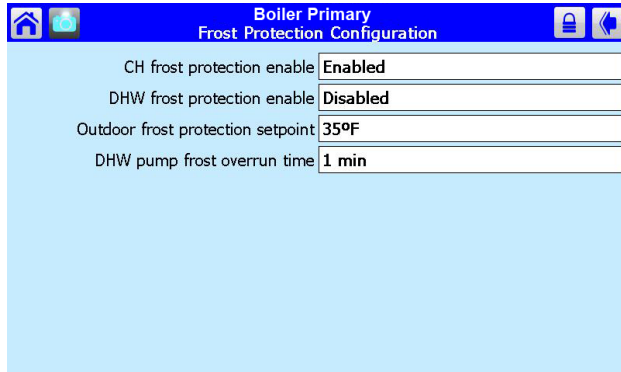 Boiler Primary
Frost Protection Configuration
CH frost protection enable Enabled
DHW frost protection enable Disabled
Outdoor frost protection setpoint 35ºF
DHW pump frost overrun time 1 min